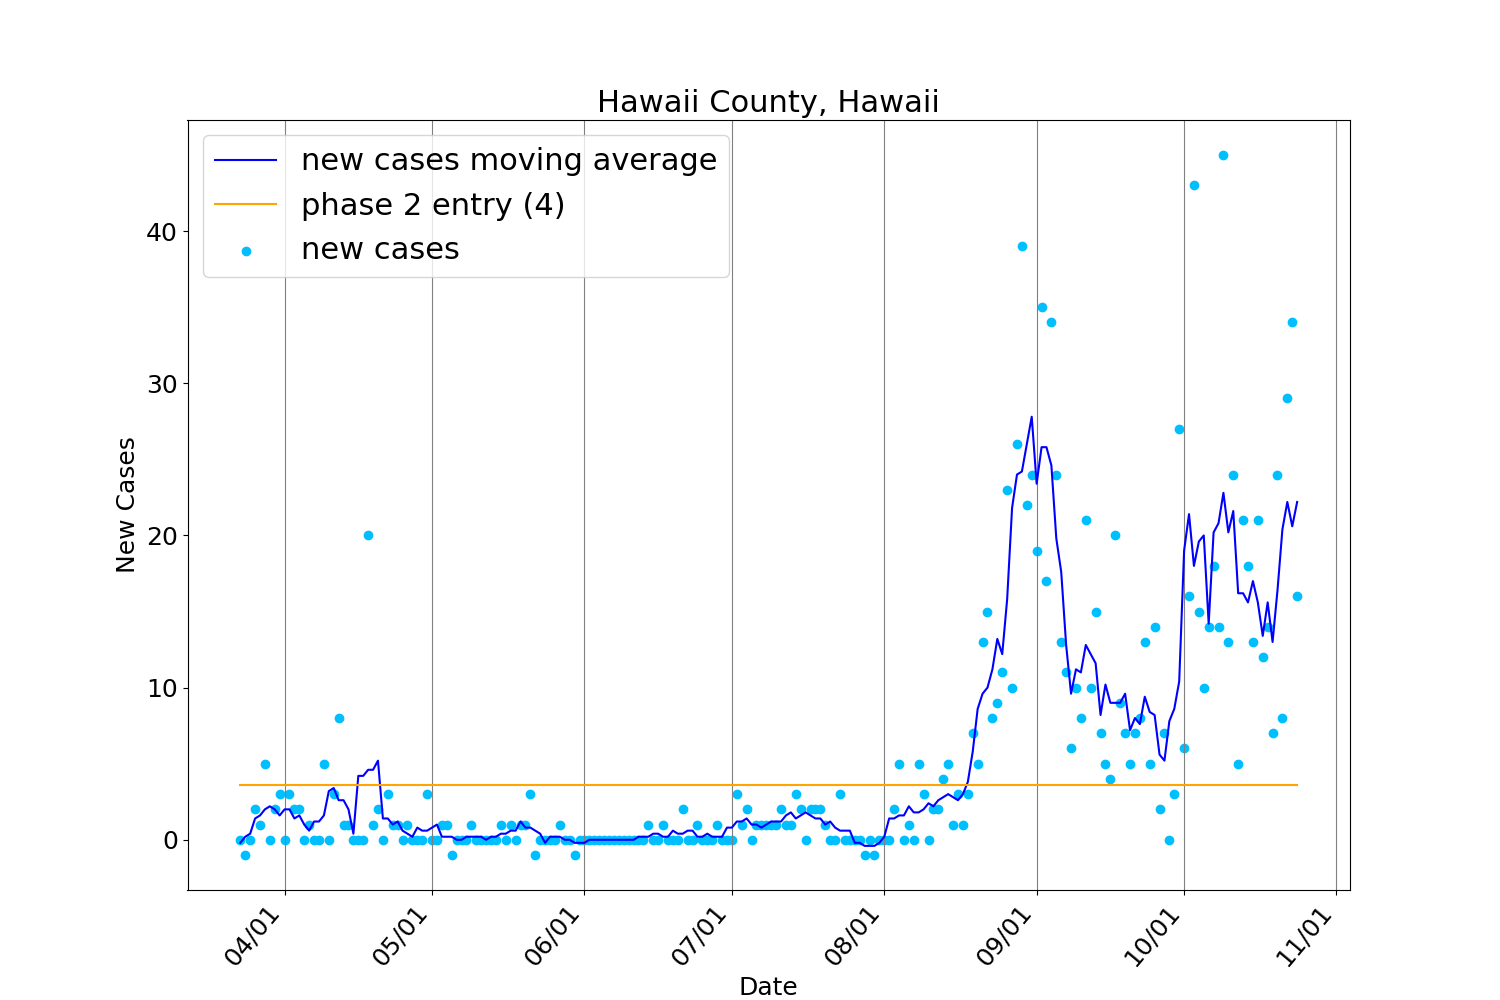 Hawaii County, Hawaii
new cases moving average
phase 2 entry (4)
new cases
40
30
20
10
0
New Cases
04/01
05/01
06/01
07/01
08/01
09/01
10/01
11/01
Date